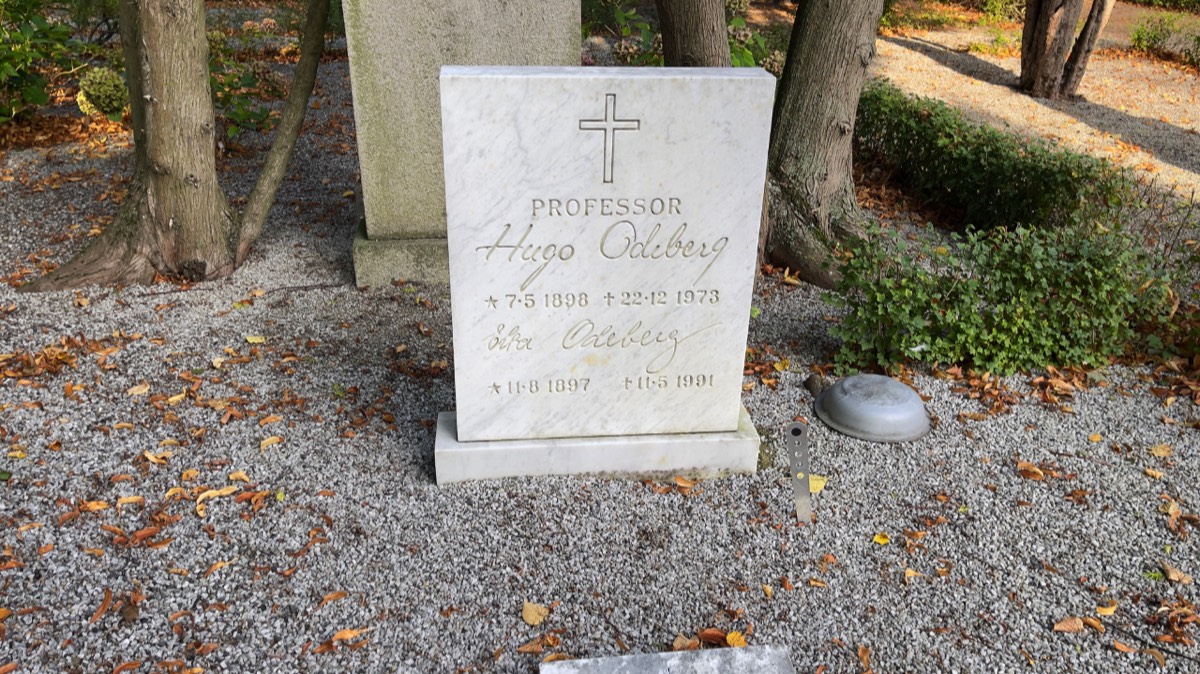 PROFESSOR
Hugo Odeberg
* 7·5 1898 † 22·12 1973
Odeberg
* 11·8 1897 † 11·5 1991